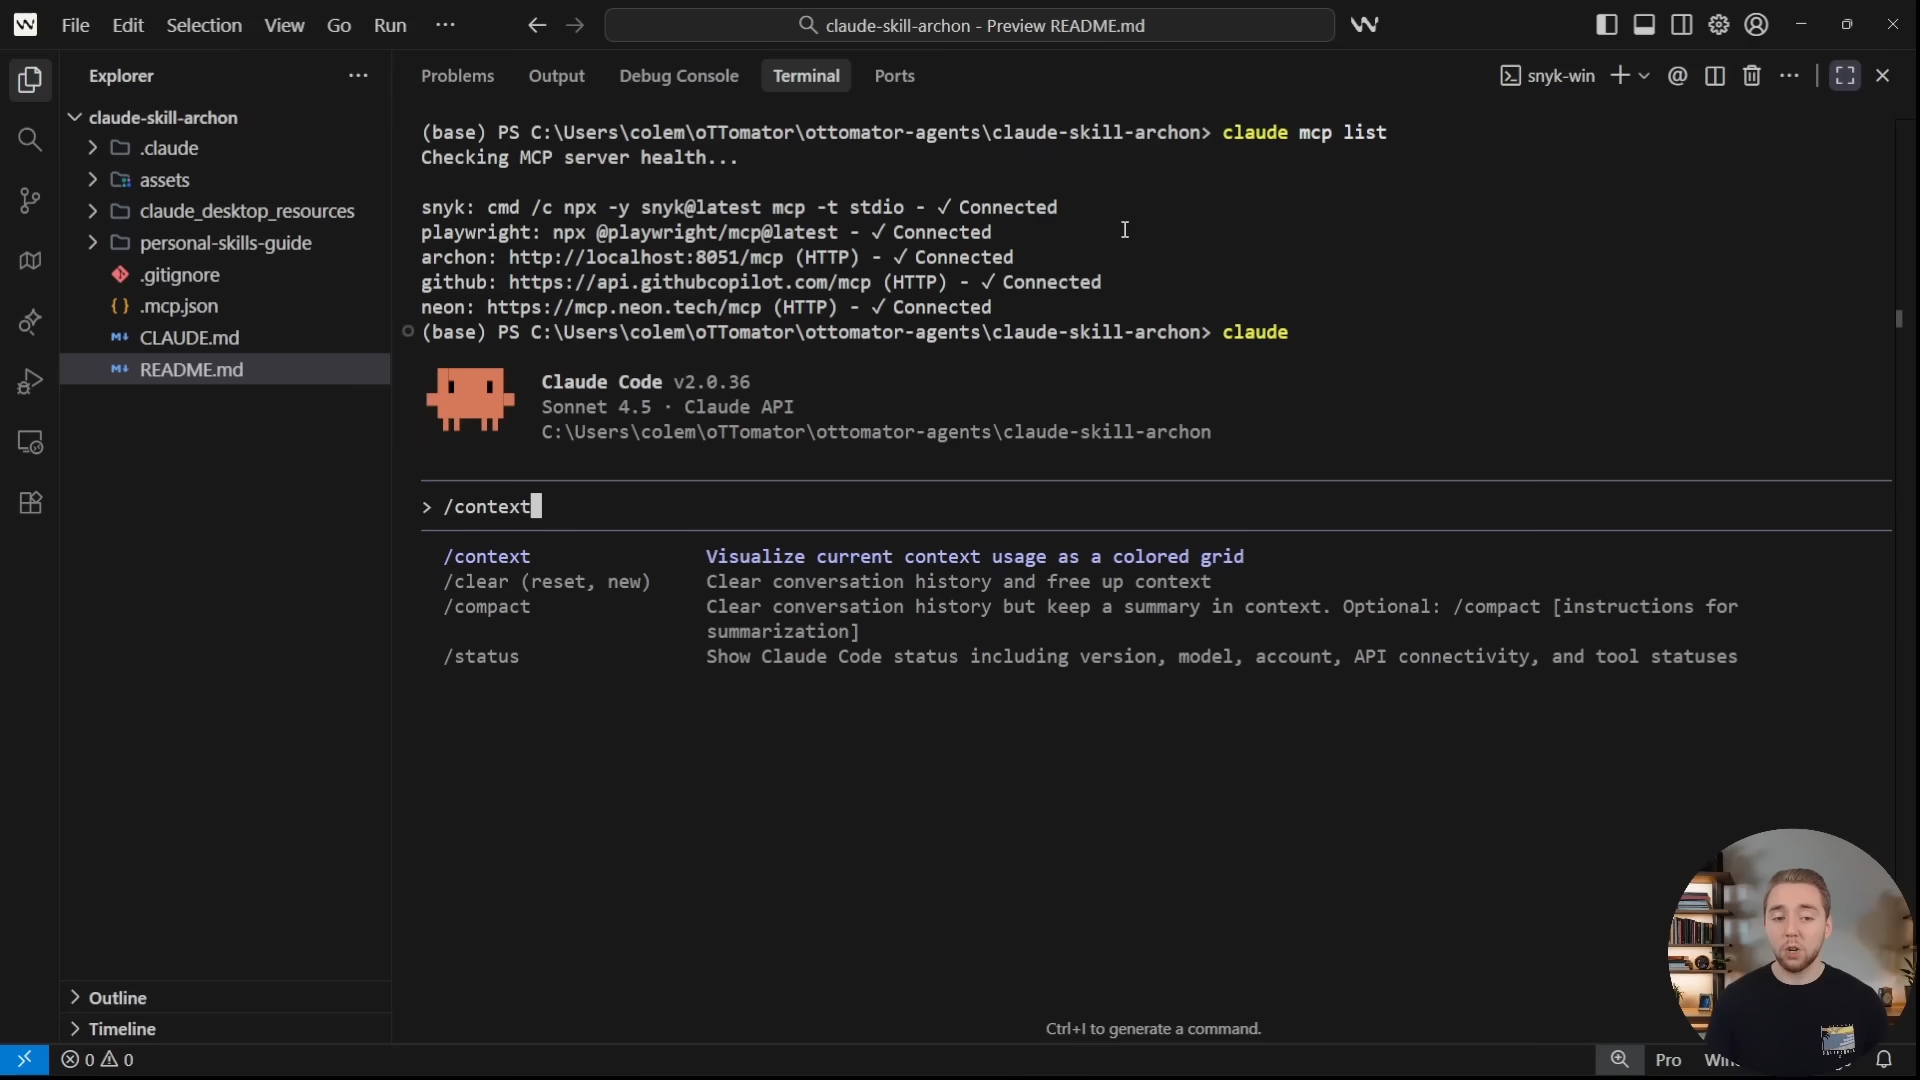 File Edit Selection View Go Run ···
claude-skill-archon - Preview README.md
Explorer ···
claude-skill-archon
.claude
assets
claude_desktop_resources
personal-skills-guide
.gitignore
{ } .mcp.json
CLAUDE.md
README.md
Outline
Timeline
Problems Output Debug Console Terminal Ports
snyk-win
(base) PS C:\Users\colem\oTTomator\ottomator-agents\claude-skill-archon> claude mcp list
Checking MCP server health...
snyk: cmd /c npx -y snyk@latest mcp -t stdio - ✓ Connected
playwright: npx @playwright/mcp@latest - ✓ Connected
archon: http://localhost:8051/mcp (HTTP) - ✓ Connected
github: https://api.githubcopilot.com/mcp (HTTP) - ✓ Connected
neon: https://mcp.neon.tech/mcp (HTTP) - ✓ Connected
(base) PS C:\Users\colem\oTTomator\ottomator-agents\claude-skill-archon> claude
Claude Code v2.0.36
Sonnet 4.5 · Claude API
C:\Users\colem\oTTomator\ottomator-agents\claude-skill-archon
> /context
/context Visualize current context usage as a colored grid
/clear (reset, new) Clear conversation history and free up context
/compact Clear conversation history but keep a summary in context. Optional: /compact [instructions for
summarization]
/status Show Claude Code status including version, model, account, API connectivity, and tool statuses
Ctrl+I to generate a command.
0 0
Pro